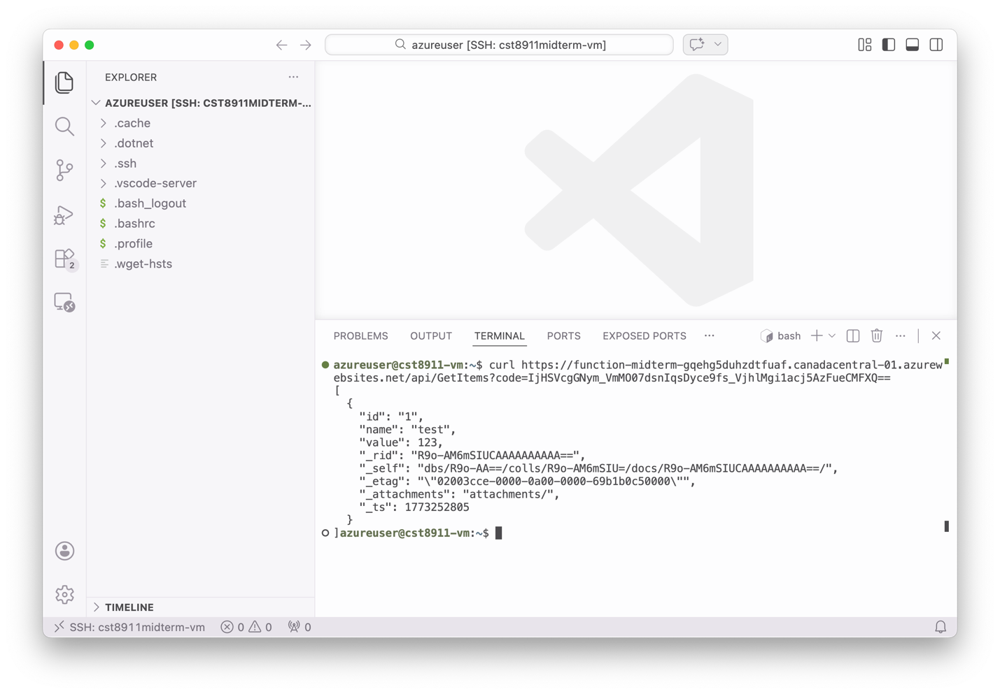 azureuser [SSH: cst8911midterm-vm]
EXPLORER
AZUREUSER [SSH: CST8911MIDTERM-...
.cache
.dotnet
.ssh
.vscode-server
$ .bash_logout
$ .bashrc
$ .profile
.wget-hsts
2
TIMELINE
PROBLEMS OUTPUT TERMINAL PORTS EXPOSED PORTS ... bash
azureuser@cst8911-vm:~$ curl https://function-midterm-gqehg5duhzdtfuaf.canadacentral-01.azurew
ebsites.net/api/GetItems?code=IjHSVcgGNym_VmMO07dsnIqsDyce9fs_VjhlMgi1acj5AzFueCMFXQ==
[
{
"id": "1",
"name": "test",
"value": 123,
"_rid": "R9o-AM6mSIUCAAAAAAAAAA==",
"_self": "dbs/R9o-AA==/colls/R9o-AM6mSIU=/docs/R9o-AM6mSIUCAAAAAAAAAA==/",
"_etag": "\"02003cce-0000-0a00-0000-69b1b0c50000\"",
"_attachments": "attachments/",
"_ts": 1773252805
}
]azureuser@cst8911-vm:~$
SSH: cst8911midterm-vm 0 0 0